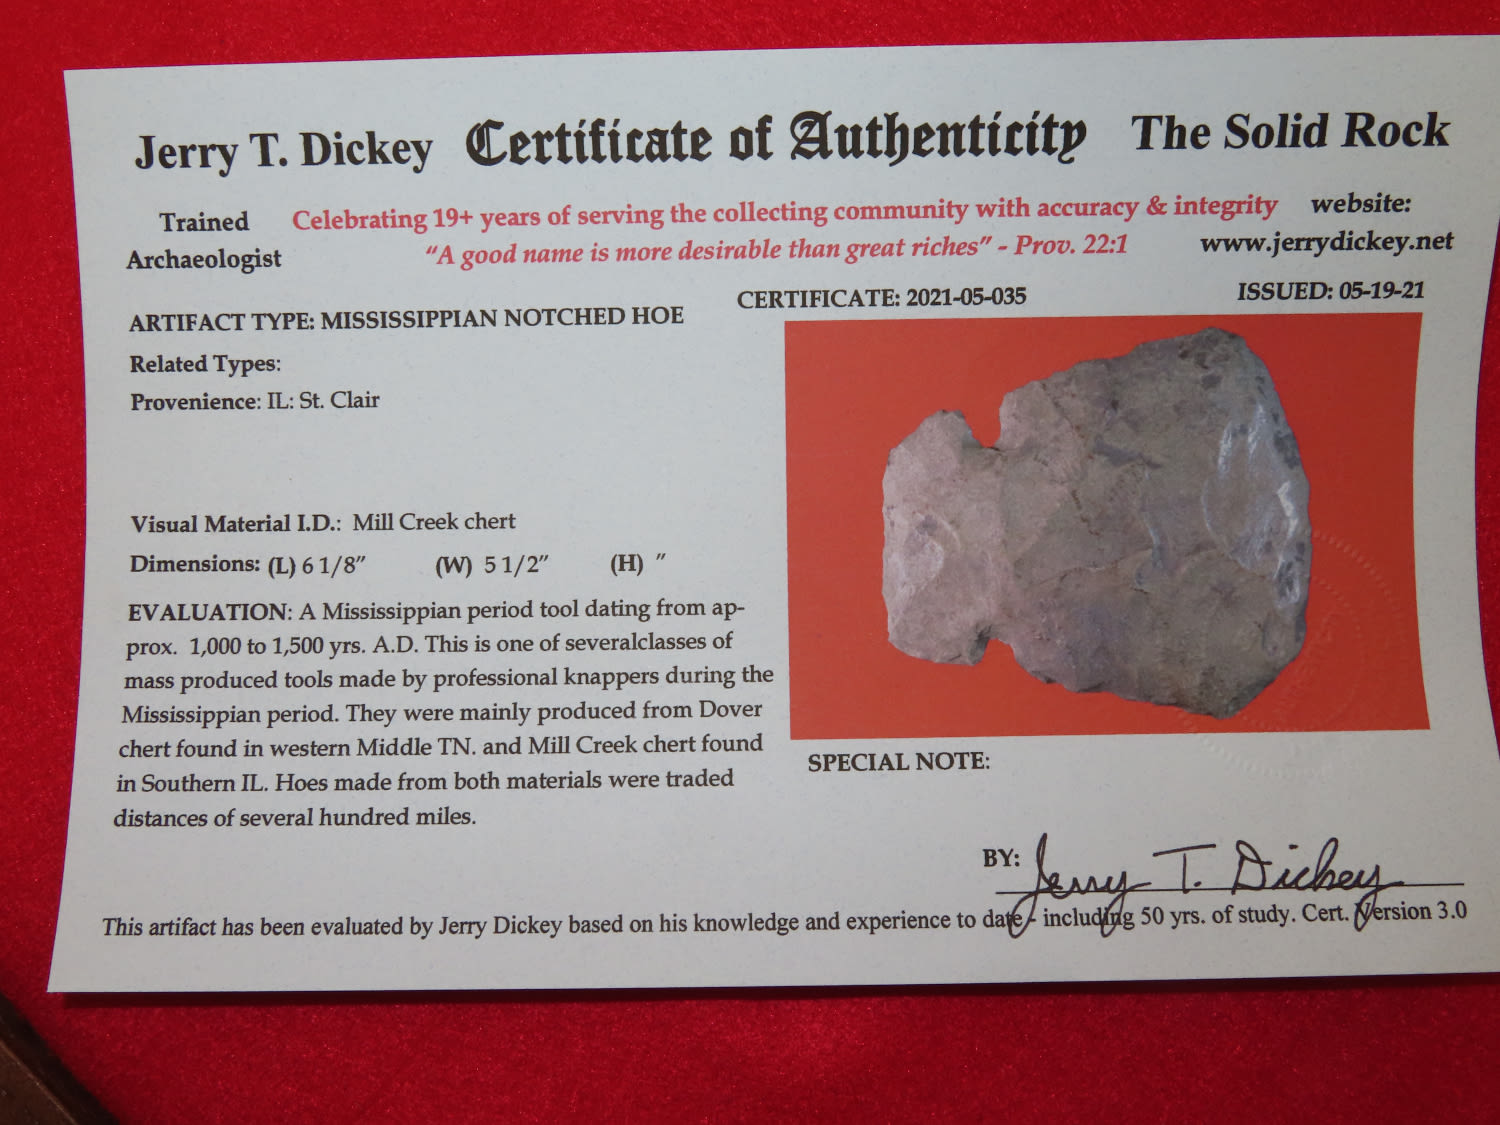 Jerry T. Dickey Certificate of Authenticity The Solid Rock
Trained Archaeologist
Celebrating 19+ years of serving the collecting community with accuracy & integrity
"A good name is more desirable than great riches" - Prov. 22:1
website:
www.jerrydickey.net
CERTIFICATE: 2021-05-035
ISSUED: 05-19-21
ARTIFACT TYPE: MISSISSIPPIAN NOTCHED HOE
Related Types:
Provenience: IL: St. Clair
Visual Material I.D.: Mill Creek chert
Dimensions: (L) 6 1/8" (W) 5 1/2" (H) "
EVALUATION: A Mississippian period tool dating from ap-
prox. 1,000 to 1,500 yrs. A.D. This is one of severalclasses of
mass produced tools made by professional knappers during the
Mississippian period. They were mainly produced from Dover
chert found in western Middle TN. and Mill Creek chert found
in Southern IL. Hoes made from both materials were traded
distances of several hundred miles.
SPECIAL NOTE:
BY: Jerry T. Dickey
This artifact has been evaluated by Jerry Dickey based on his knowledge and experience to date - including 50 yrs. of study. Cert. Version 3.0